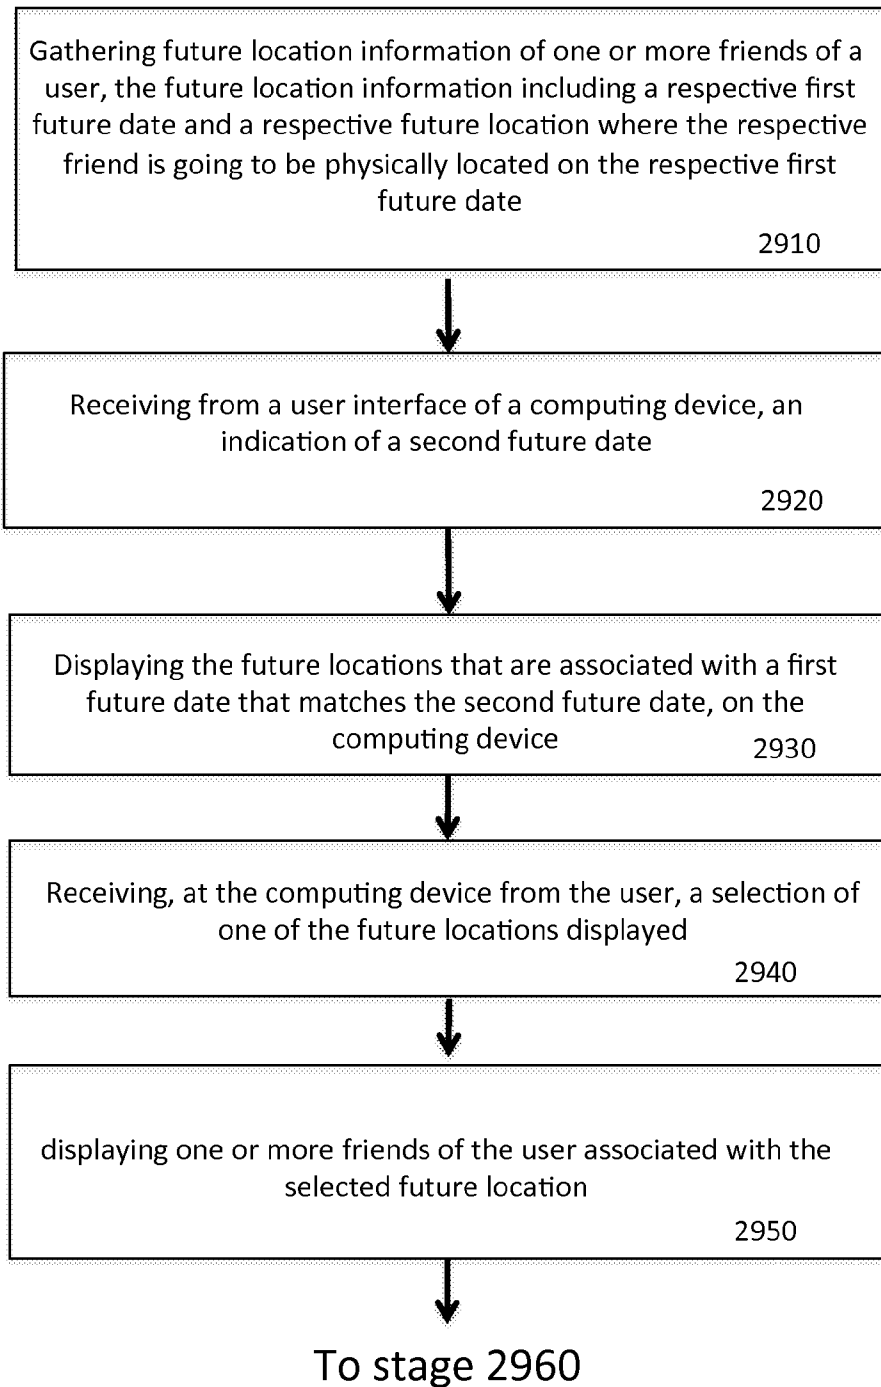 Gathering future location information of one or more friends of a
user, the future location information including a respective first
future date and a respective future location where the respective
friend is going to be physically located on the respective first
future date
2910
Receiving from a user interface of a computing device, an
indication of a second future date
2920
Displaying the future locations that are associated with a first
future date that matches the second future date, on the
computing device
2930
Receiving, at the computing device from the user, a selection of
one of the future locations displayed
2940
displaying one or more friends of the user associated with the
selected future location
2950
To stage 2960